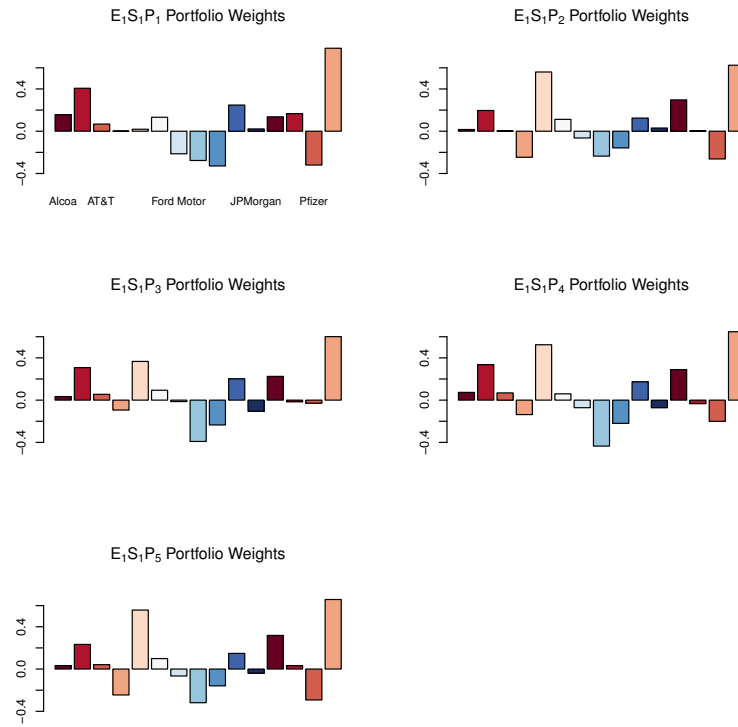 E₁S₁P₁ Portfolio Weights
0.4
0.0
−0.4
Alcoa AT&T Ford Motor JPMorgan Pfizer
E₁S₁P₂ Portfolio Weights
0.4
0.0
−0.4
E₁S₁P₃ Portfolio Weights
0.4
0.0
−0.4
E₁S₁P₄ Portfolio Weights
0.4
0.0
−0.4
E₁S₁P₅ Portfolio Weights
0.4
0.0
−0.4